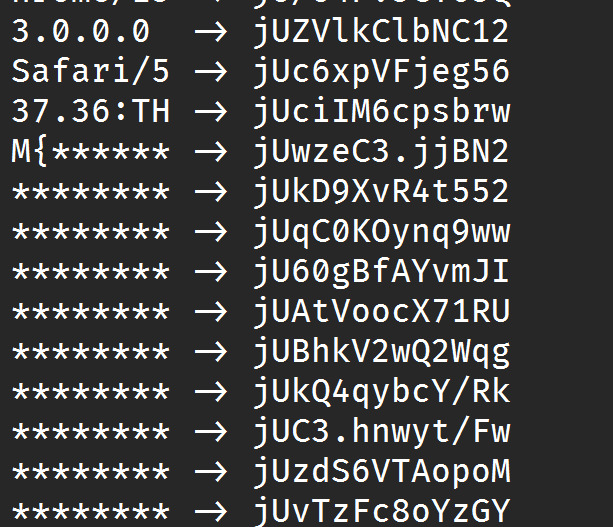 3.0.0.0 -> jUZVlkClbNC12
Safari/5 -> jUc6xpVFjeg56
37.36:TH -> jUciIM6cpsbrw
M{****** -> jUwzeC3.jjBN2
******** -> jUkD9XvR4t552
******** -> jUqC0KOynq9ww
******** -> jU60gBfAYvmJI
******** -> jUAtVoocX71RU
******** -> jUBhkV2wQ2Wqg
******** -> jUkQ4qybcY/Rk
******** -> jUC3.hnwyt/Fw
******** -> jUzdS6VTAopoM
******** -> jUvTzFc8oYzGY